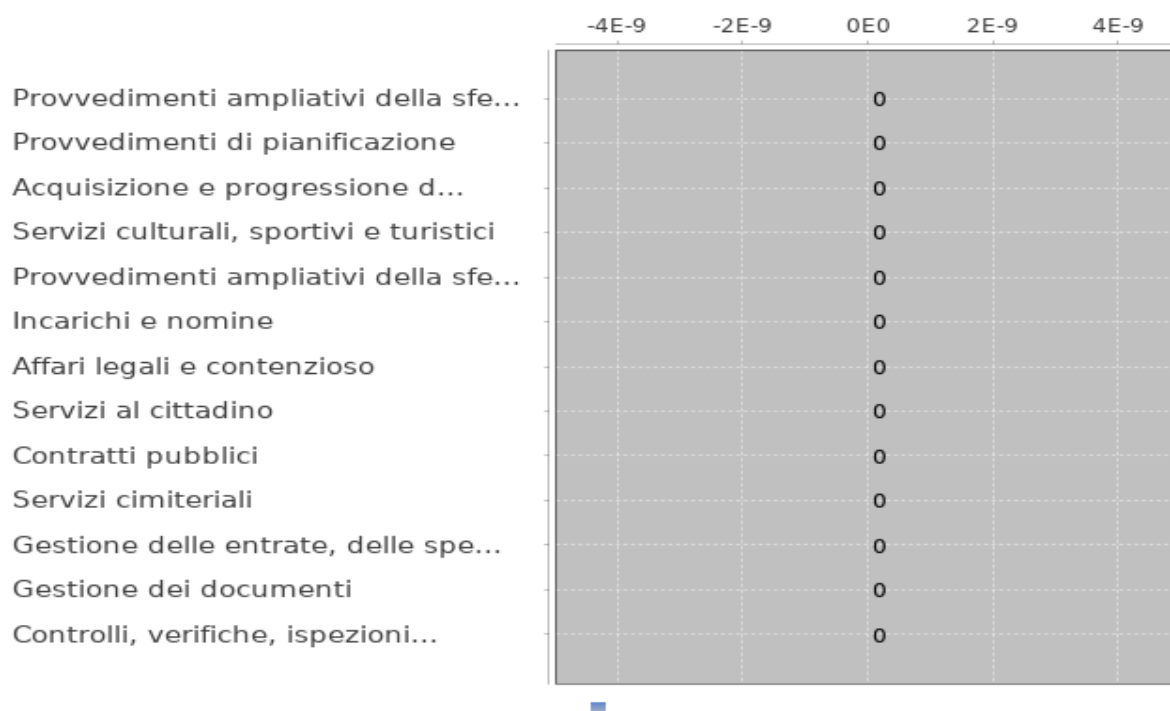 -4E-9 -2E-9 0E0 2E-9 4E-9
Provvedimenti ampliativi della sfe... 0
Provvedimenti di pianificazione 0
Acquisizione e progressione d... 0
Servizi culturali, sportivi e turistici 0
Provvedimenti ampliativi della sfe... 0
Incarichi e nomine 0
Affari legali e contenzioso 0
Servizi al cittadino 0
Contratti pubblici 0
Servizi cimiteriali 0
Gestione delle entrate, delle spe... 0
Gestione dei documenti 0
Controlli, verifiche, ispezioni... 0